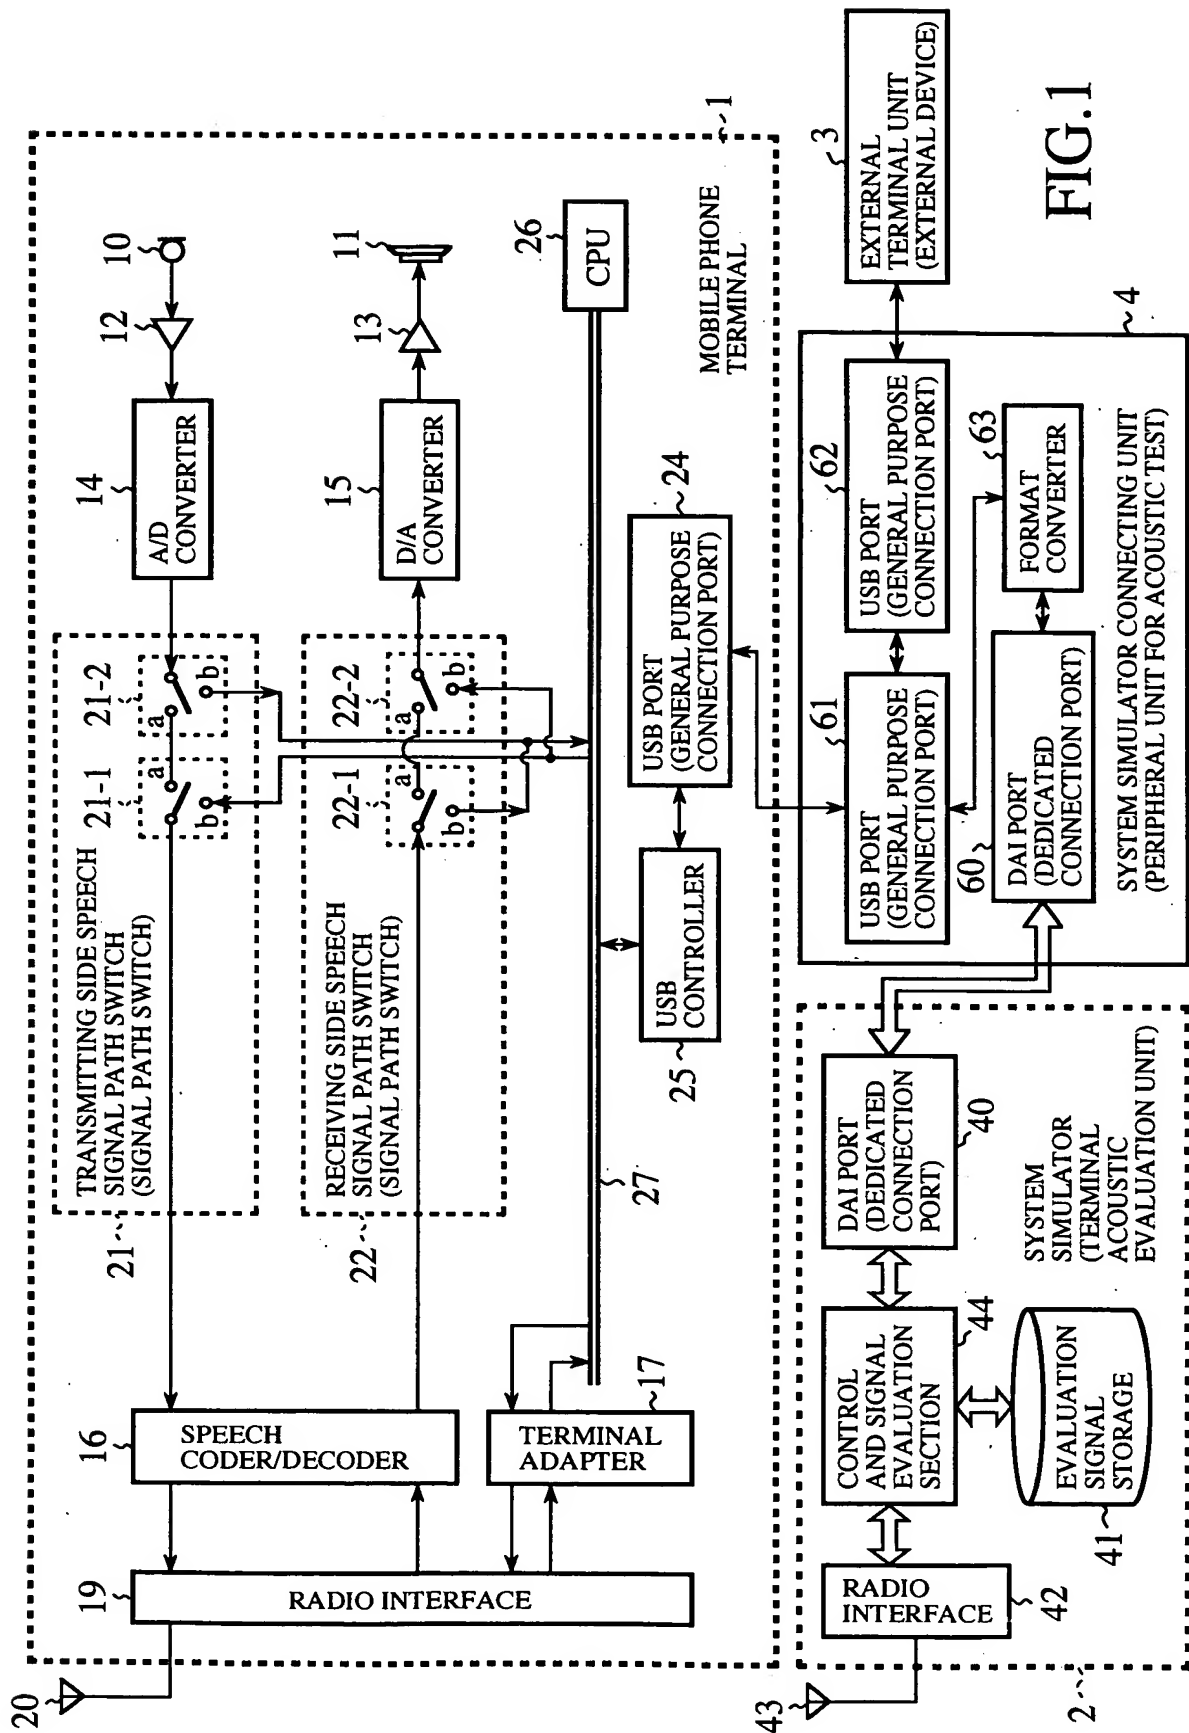 FIG.1
20
19
RADIO INTERFACE
16
SPEECH
CODER/DECODER
17
TERMINAL
ADAPTER
21
TRANSMITTING SIDE SPEECH
SIGNAL PATH SWITCH
(SIGNAL PATH SWITCH)
21-1
a
b
21-2
a
b
14
A/D
CONVERTER
12
10
22
RECEIVING SIDE SPEECH
SIGNAL PATH SWITCH
(SIGNAL PATH SWITCH)
22-1
a
b
22-2
a
b
15
D/A
CONVERTER
13
11
27
26
CPU
25
USB
CONTROLLER
24
USB PORT
(GENERAL PURPOSE
CONNECTION PORT)
MOBILE PHONE
TERMINAL
1
43
2
42
RADIO
INTERFACE
44
CONTROL
AND SIGNAL
EVALUATION
SECTION
41
EVALUATION
SIGNAL
STORAGE
40
DAI PORT
(DEDICATED
CONNECTION
PORT)
SYSTEM
SIMULATOR
(TERMINAL
ACOUSTIC
EVALUATION UNIT)
61
USB PORT
(GENERAL PURPOSE
CONNECTION PORT)
62
USB PORT
(GENERAL PURPOSE
CONNECTION PORT)
60
DAI PORT
(DEDICATED
CONNECTION PORT)
63
FORMAT
CONVERTER
SYSTEM SIMULATOR CONNECTING UNIT
(PERIPHERAL UNIT FOR ACOUSTIC TEST)
4
3
EXTERNAL
TERMINAL UNIT
(EXTERNAL DEVICE)